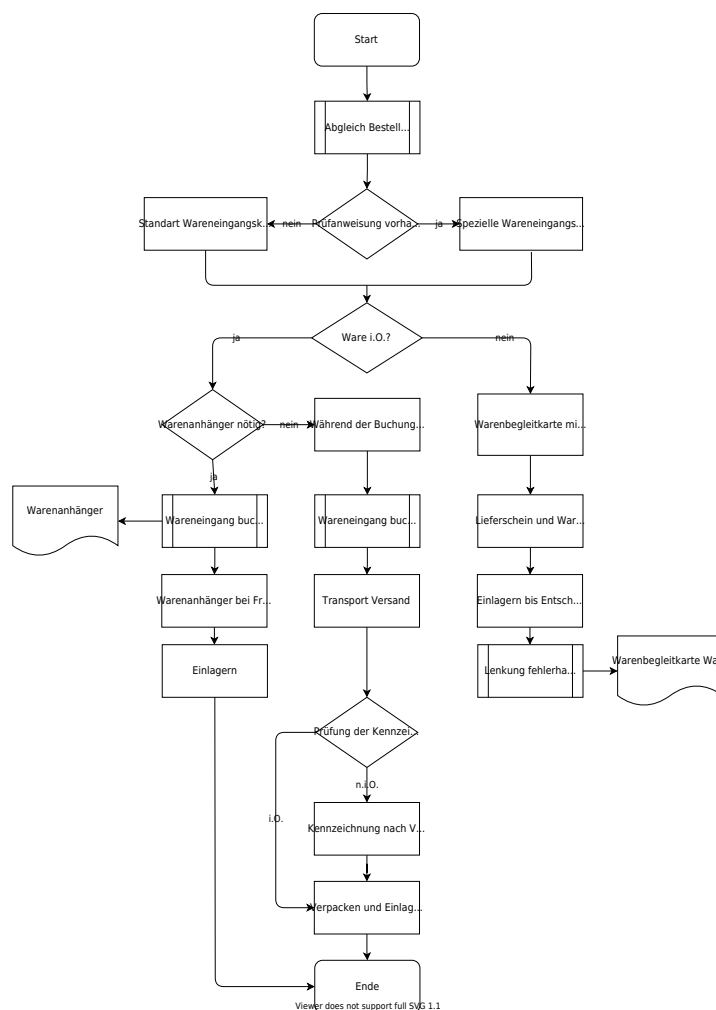 Start
Abgleich Bestell...
Standart Wareneingangsk...
nein
Prüfanweisung vorha...
ja
Spezielle Wareneingangs...
Ware i.O.?
ja
nein
Warenanhänger nötig?
nein
Während der Buchung...
Warenbegleitkarte mi...
ja
Warenanhänger
Wareneingang buc...
Wareneingang buc...
Lieferschein und War...
Warenanhänger bei Fr...
Transport Versand
Einlagern bis Entsch...
Einlagern
Lenkung fehlerha...
Warenbegleitkarte Wa
Prüfung der Kennzei...
n.i.O.
i.O.
Kennzeichnung nach V...
Verpacken und Einlag...
Ende
Viewer does not support full SVG 1.1